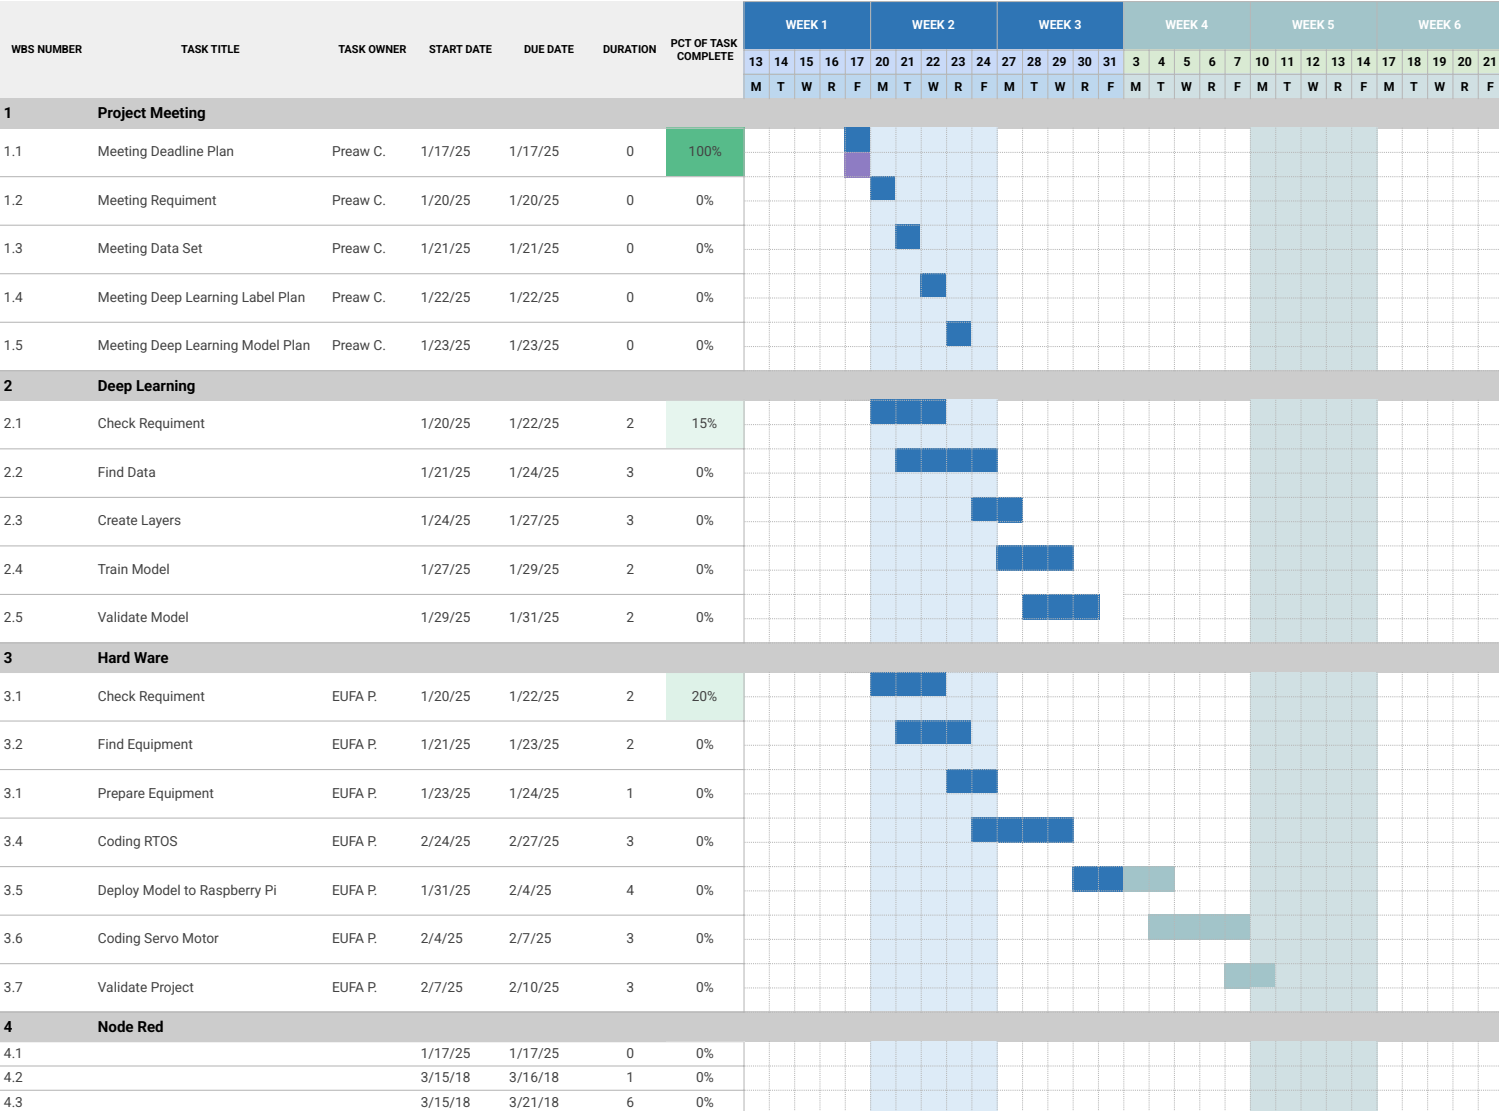 WEEK 1 WEEK 2 WEEK 3 WEEK 4 WEEK 5 WEEK 6
WBS NUMBER TASK TITLE TASK OWNER START DATE DUE DATE DURATION PCT OF TASK COMPLETE
13 14 15 16 17 20 21 22 23 24 27 28 29 30 31 3 4 5 6 7 10 11 12 13 14 17 18 19 20 21
M T W R F M T W R F M T W R F M T W R F M T W R F M T W R F
1 Project Meeting
1.1 Meeting Deadline Plan Preaw C. 1/17/25 1/17/25 0 100%
1.2 Meeting Requiment Preaw C. 1/20/25 1/20/25 0 0%
1.3 Meeting Data Set Preaw C. 1/21/25 1/21/25 0 0%
1.4 Meeting Deep Learning Label Plan Preaw C. 1/22/25 1/22/25 0 0%
1.5 Meeting Deep Learning Model Plan Preaw C. 1/23/25 1/23/25 0 0%
2 Deep Learning
2.1 Check Requiment 1/20/25 1/22/25 2 15%
2.2 Find Data 1/21/25 1/24/25 3 0%
2.3 Create Layers 1/24/25 1/27/25 3 0%
2.4 Train Model 1/27/25 1/29/25 2 0%
2.5 Validate Model 1/29/25 1/31/25 2 0%
3 Hard Ware
3.1 Check Requiment EUFA P. 1/20/25 1/22/25 2 20%
3.2 Find Equipment EUFA P. 1/21/25 1/23/25 2 0%
3.1 Prepare Equipment EUFA P. 1/23/25 1/24/25 1 0%
3.4 Coding RTOS EUFA P. 2/24/25 2/27/25 3 0%
3.5 Deploy Model to Raspberry Pi EUFA P. 1/31/25 2/4/25 4 0%
3.6 Coding Servo Motor EUFA P. 2/4/25 2/7/25 3 0%
3.7 Validate Project EUFA P. 2/7/25 2/10/25 3 0%
4 Node Red
4.1 1/17/25 1/17/25 0 0%
4.2 3/15/18 3/16/18 1 0%
4.3 3/15/18 3/21/18 6 0%